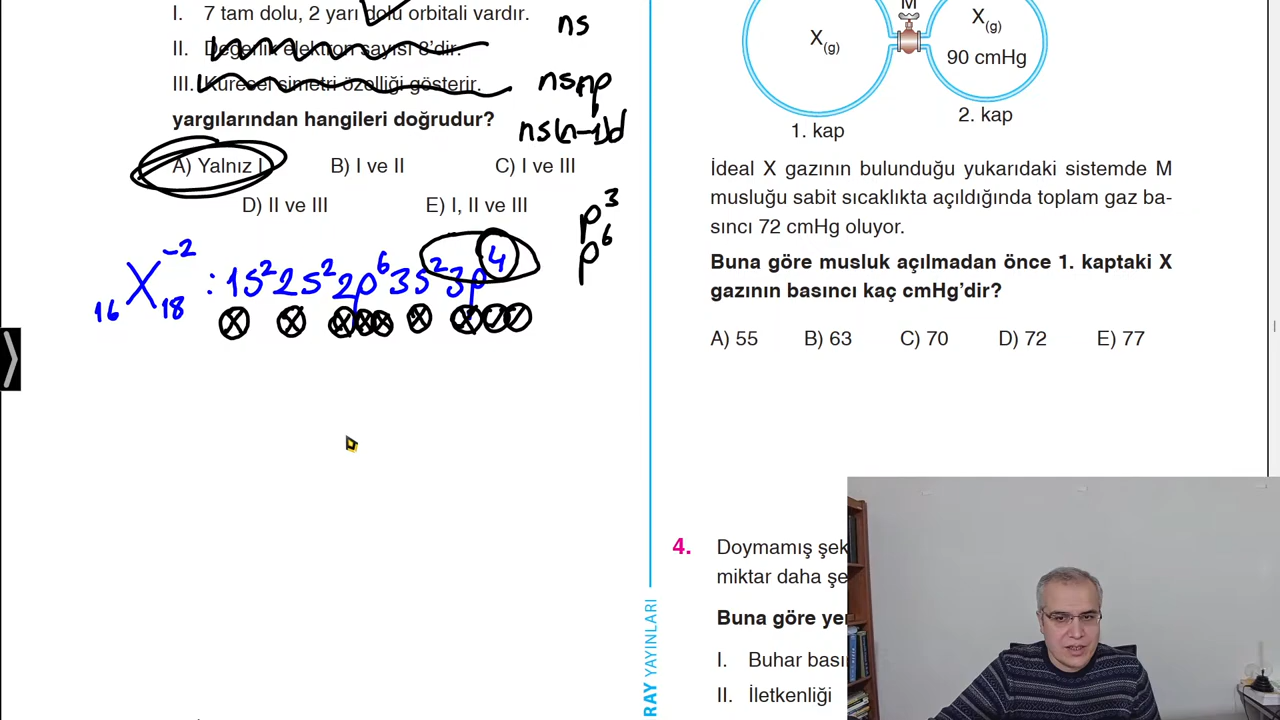 I. 7 tam dolu, 2 yarı dolu orbitali vardır.
II. Değerlik elektron sayısı 8'dir.
III. Küresel simetri özelliği gösterir.
yargılarından hangileri doğrudur?
A) Yalnız I B) I ve II C) I ve III
D) II ve III E) I, II ve III
ns
ns np
ns(n-1)d
p³
p⁶
₁₆X₁₈⁻² : 1s²2s²2p⁶3s²3p⁴
M
X(g)
X(g)
90 cmHg
1. kap
2. kap
İdeal X gazının bulunduğu yukarıdaki sistemde M
musluğu sabit sıcaklıkta açıldığında toplam gaz ba-
sıncı 72 cmHg oluyor.
Buna göre musluk açılmadan önce 1. kaptaki X
gazının basıncı kaç cmHg'dir?
A) 55 B) 63 C) 70 D) 72 E) 77
4. Doymamış şek
miktar daha şe
Buna göre yer
I. Buhar bası
II. İletkenliği
RAY YAYINLARI